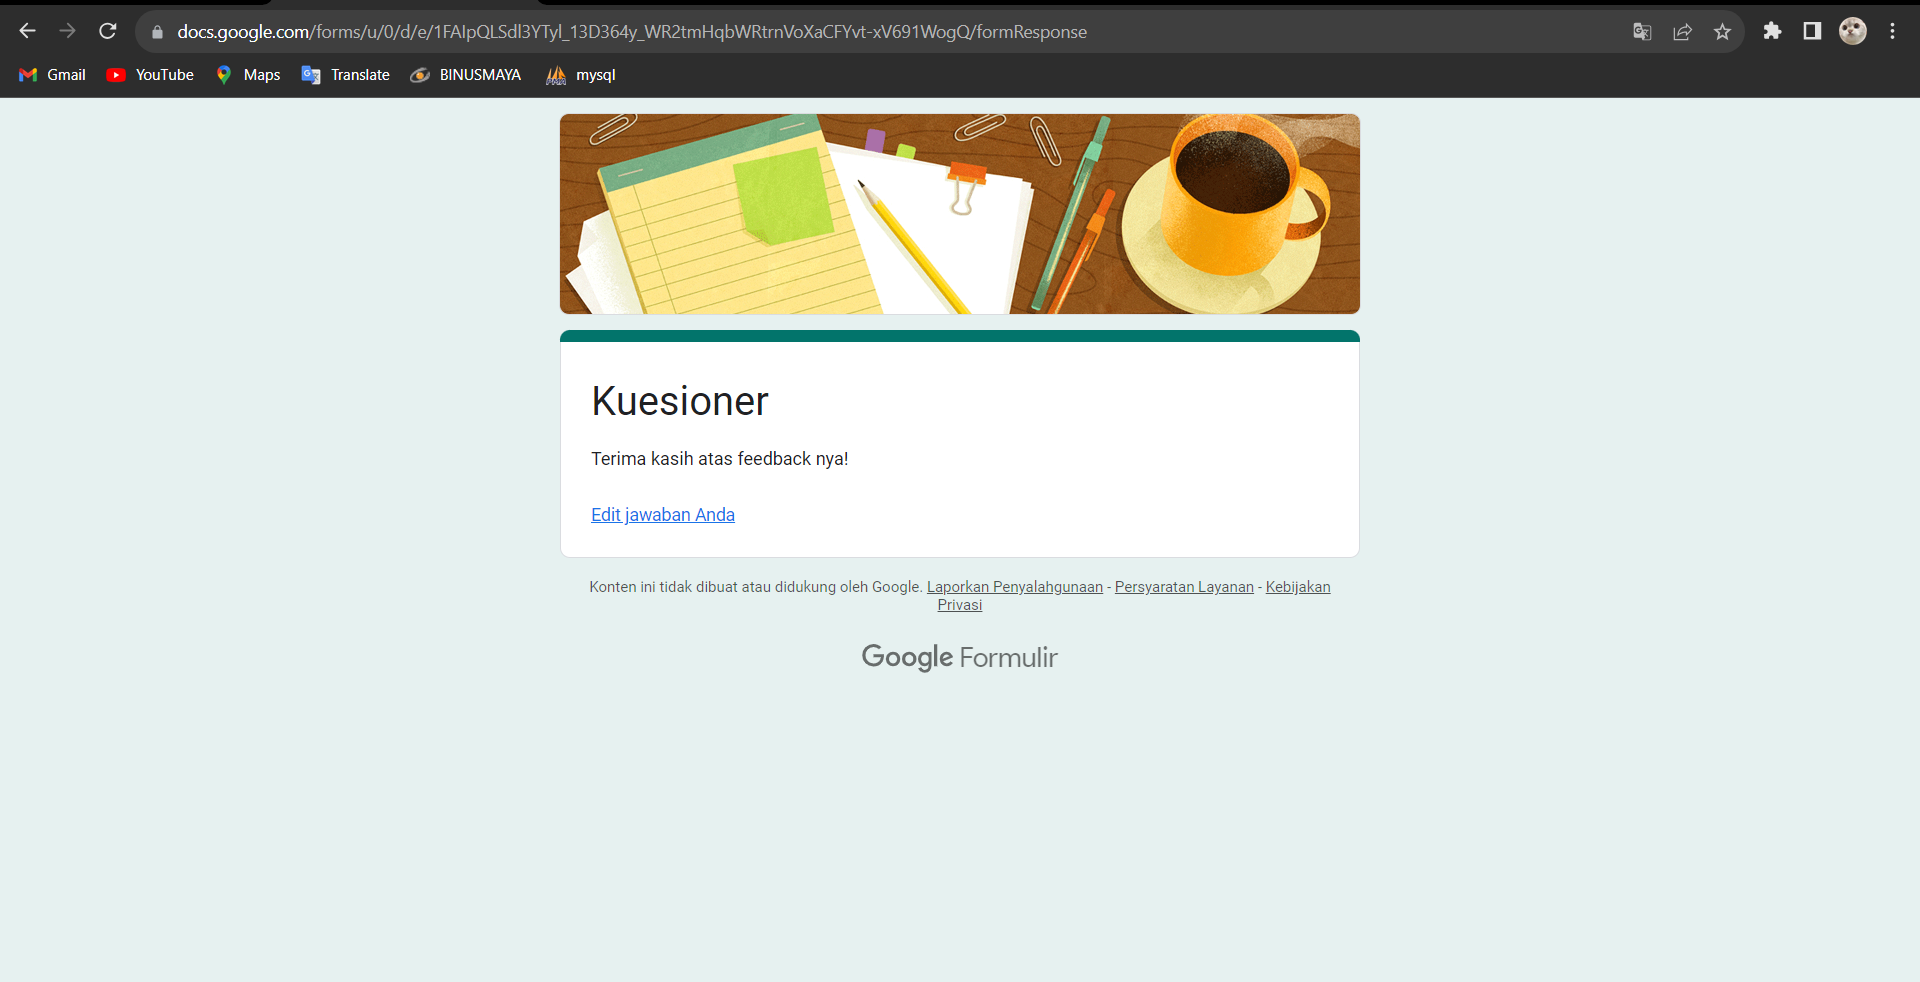 docs.google.com/forms/u/0/d/e/1FAIpQLSdl3YTyl_13D364y_WR2tmHqbWRtrnVoXaCFYvt-xV691WogQ/formResponse
Gmail YouTube Maps Translate BINUSMAYA mysql
Kuesioner
Terima kasih atas feedback nya!
Edit jawaban Anda
Konten ini tidak dibuat atau didukung oleh Google. Laporkan Penyalahgunaan - Persyaratan Layanan - Kebijakan
Privasi
Google Formulir